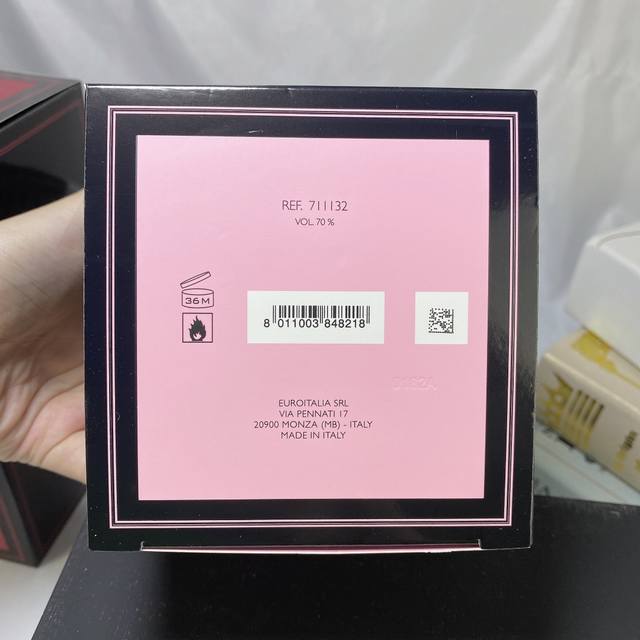 REF. 711132
VOL. 70 %
36 M
8 011003 848218
EUROITALIA SRL
VIA PENNATI 17
20900 MONZA (MB) - ITALY
MADE IN ITALY